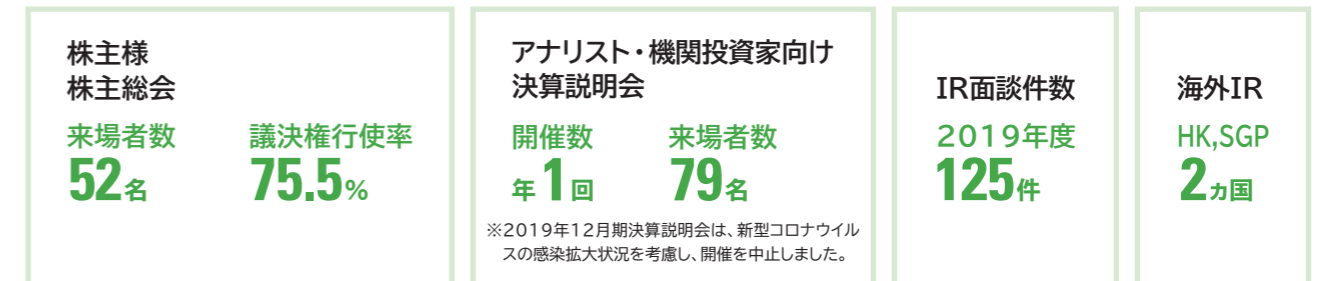 株主様
株主総会
来場者数 議決権行使率
52名 75.5%
アナリスト・機関投資家向け
決算説明会
開催数 来場者数
年1回 79名
※2019年12月期決算説明会は、新型コロナウイル
スの感染拡大状況を考慮し、開催を中止しました。
IR面談件数
2019年度
125件
海外IR
HK,SGP
2ヵ国